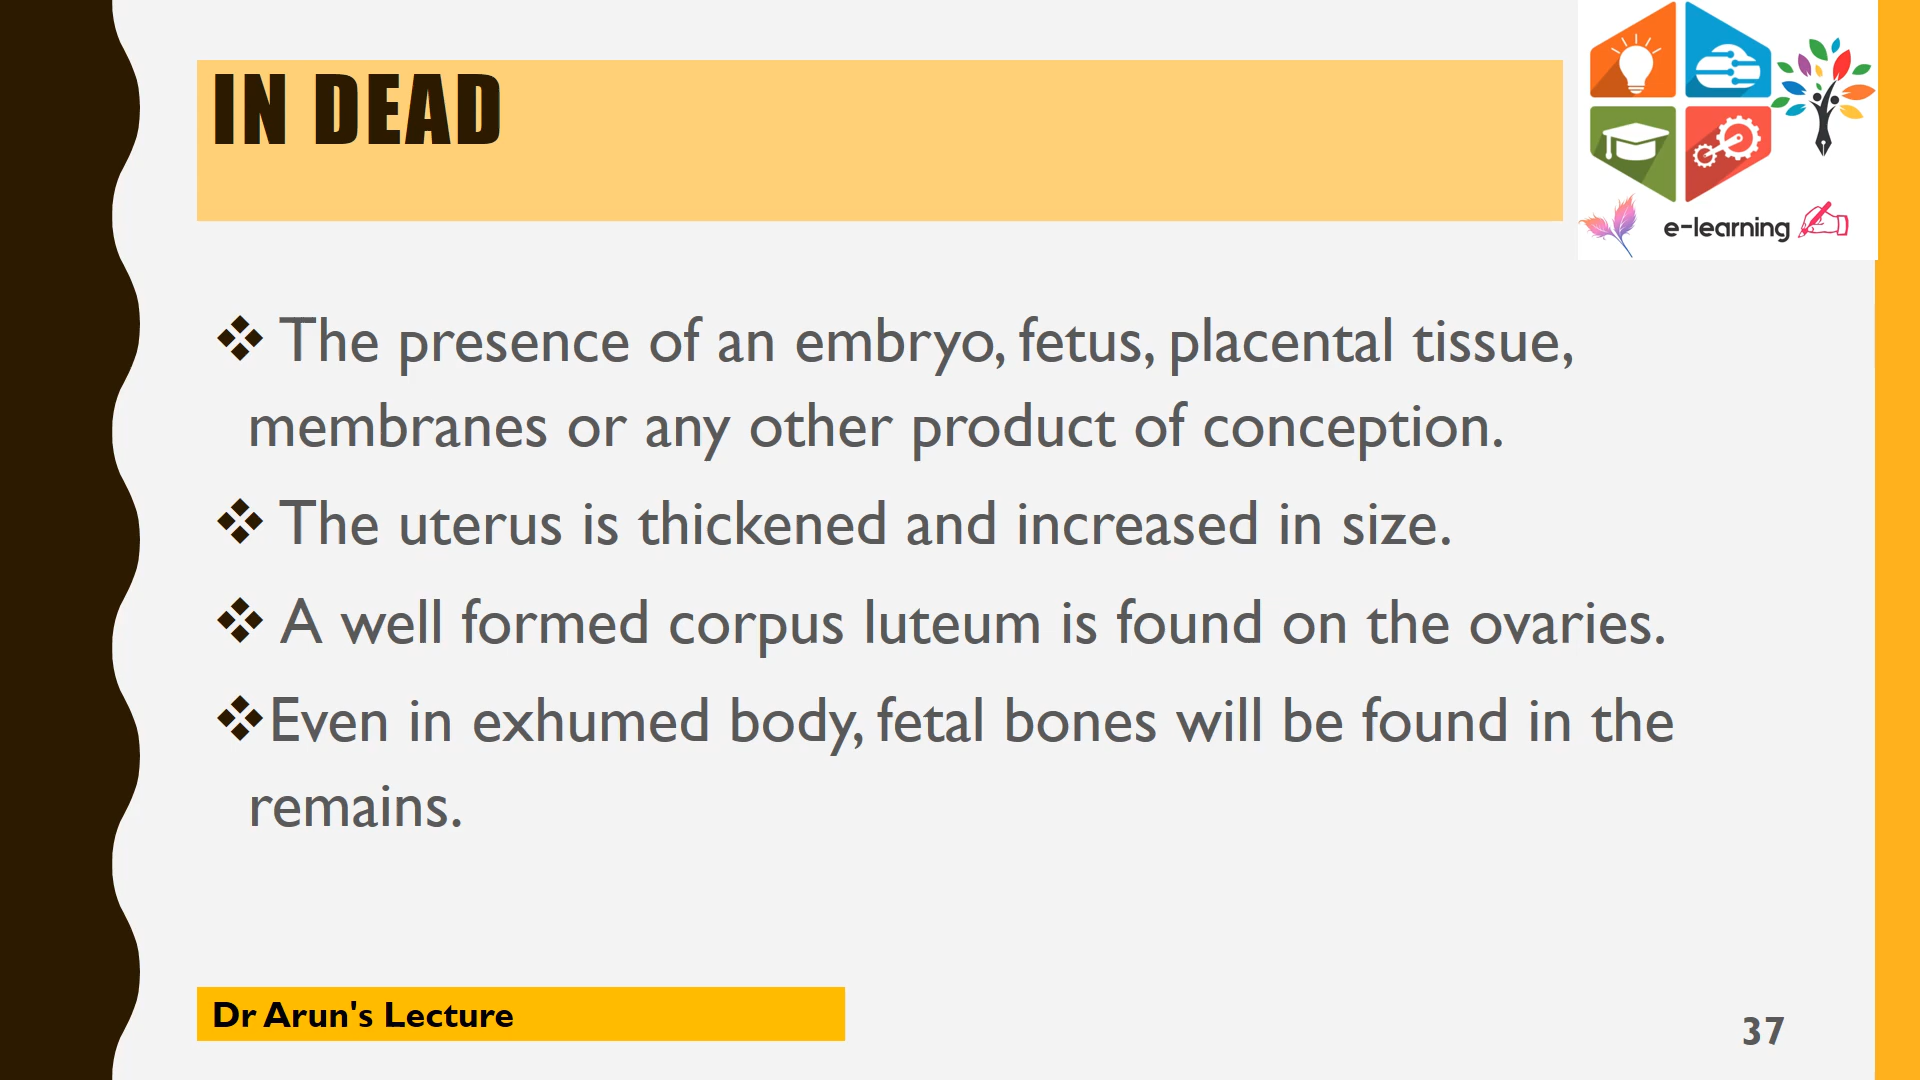 IN DEAD
e-learning
❖ The presence of an embryo, fetus, placental tissue,
membranes or any other product of conception.
❖ The uterus is thickened and increased in size.
❖ A well formed corpus luteum is found on the ovaries.
❖Even in exhumed body, fetal bones will be found in the
remains.
Dr Arun's Lecture
37